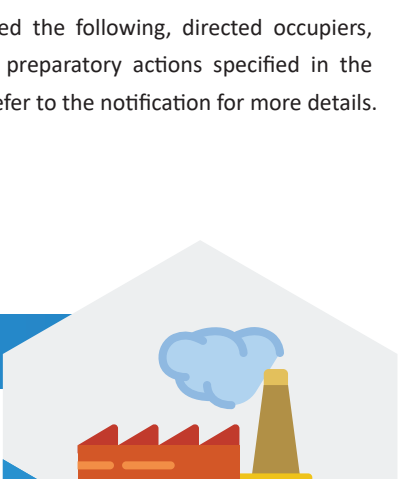 ed the following, directed occupiers,
preparatory actions specified in the
efer to the notification for more details.